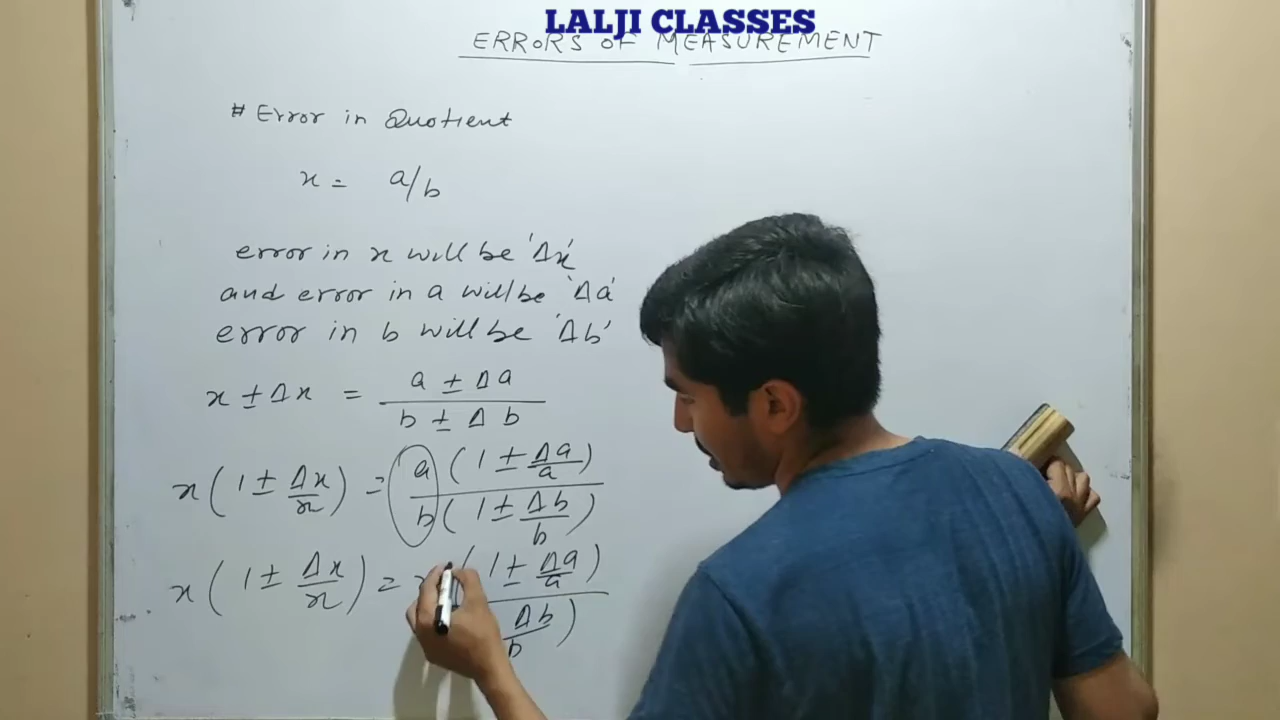 LALJI CLASSES
ERRORS OF MEASUREMENT
# Error in Quotient
x = a/b
error in x will be 'Δx'
and error in a will be 'Δa'
error in b will be 'Δb'
x ± Δx = (a ± Δa) / (b ± Δb)
x(1 ± Δx/x) = a(1 ± Δa/a) / b(1 ± Δb/b)
x(1 ± Δx/x) = (1 ± Δa/a) / Δb/b)